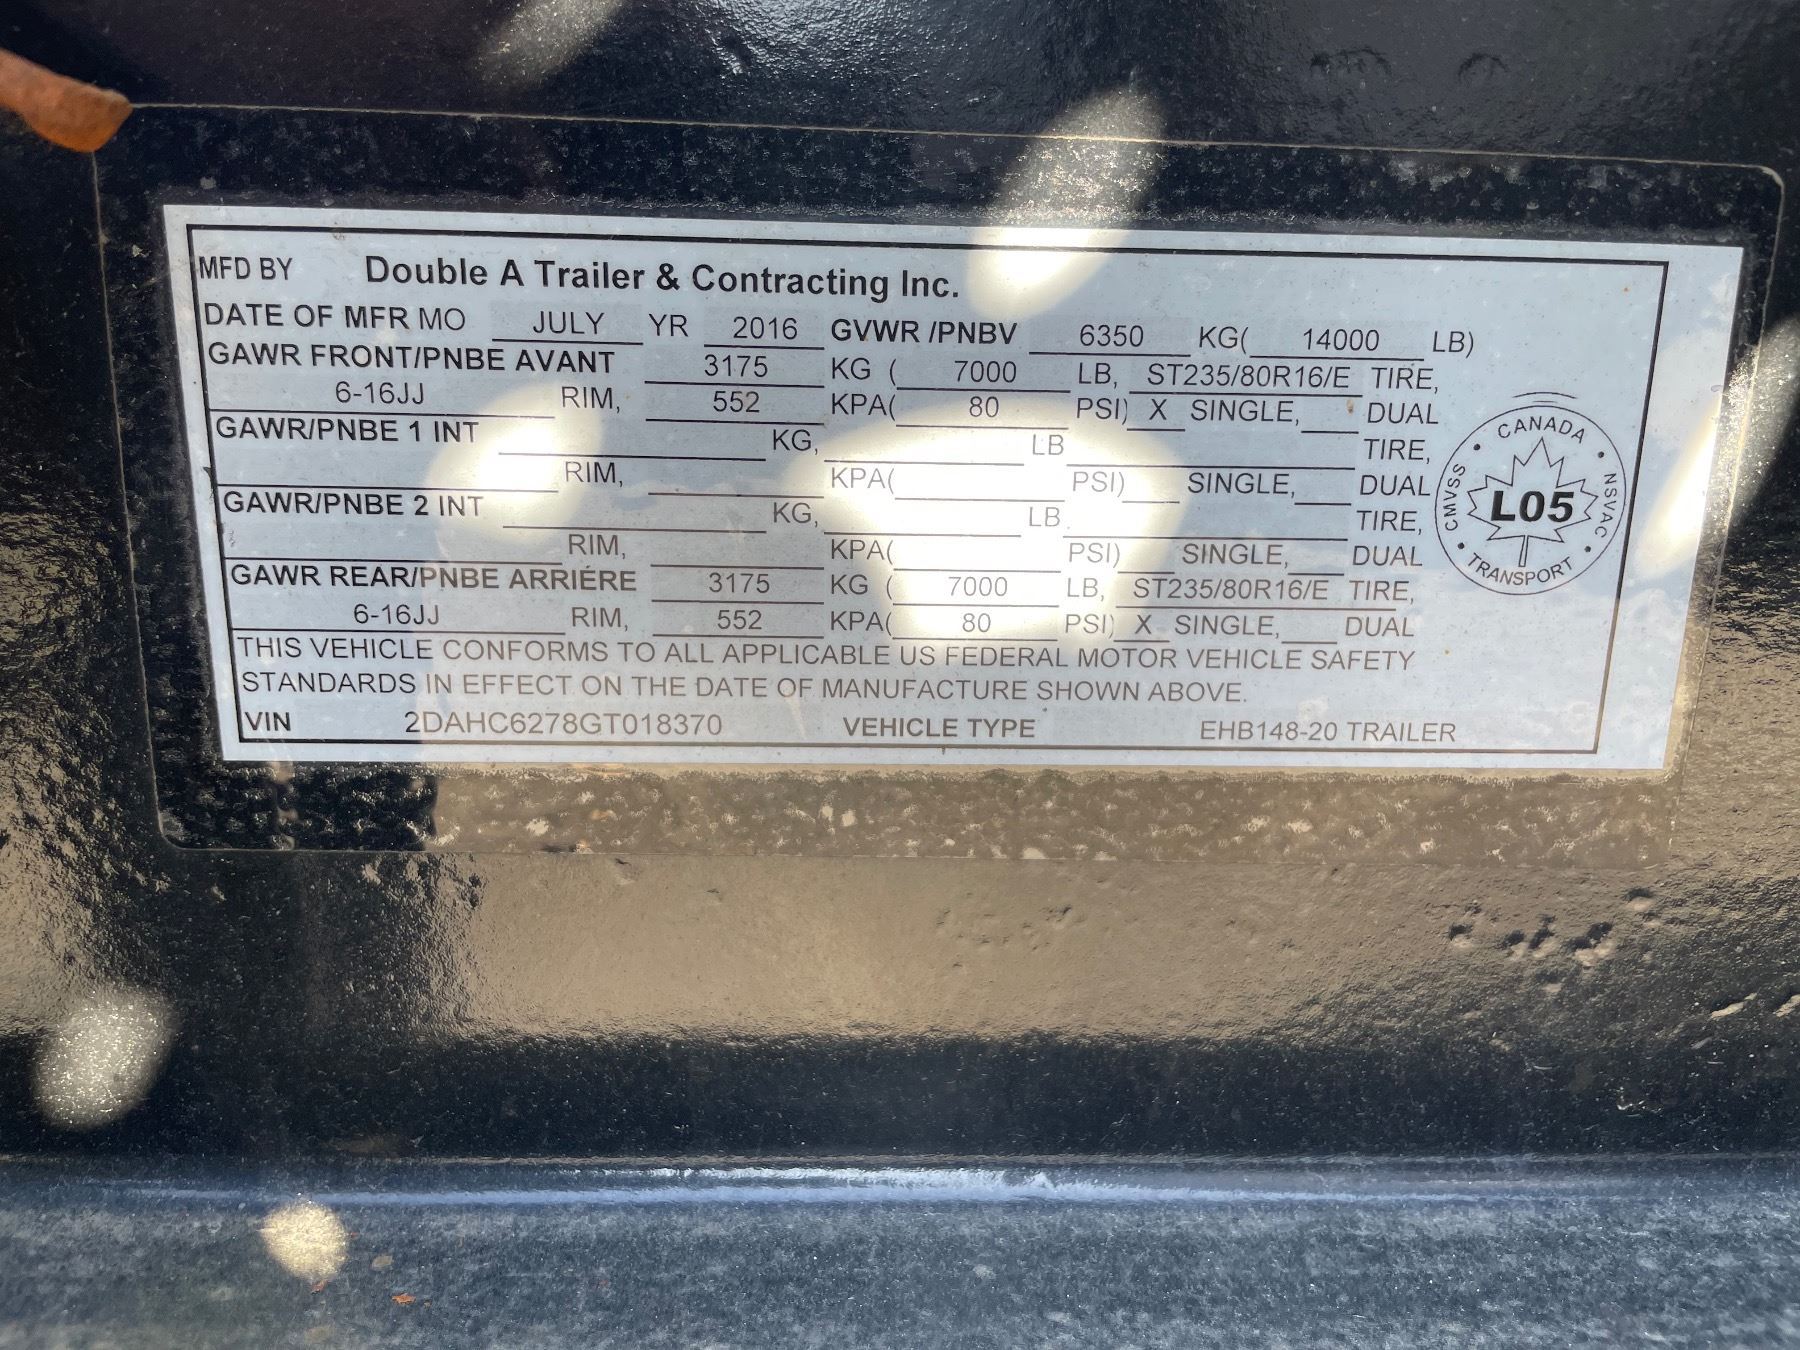 MFD BY Double A Trailer & Contracting Inc.
DATE OF MFR MO JULY YR 2016 GVWR /PNBV 6350 KG( 14000 LB)
GAWR FRONT/PNBE AVANT 3175 KG ( 7000 LB, ST235/80R16/E TIRE,
6-16JJ RIM, 552 KPA( 80 PSI) X SINGLE, DUAL
GAWR/PNBE 1 INT KG, LB TIRE,
RIM, KPA( PSI) SINGLE, DUAL
GAWR/PNBE 2 INT KG, LB TIRE,
RIM, KPA( PSI) SINGLE, DUAL
GAWR REAR/PNBE ARRIÉRE 3175 KG ( 7000 LB, ST235/80R16/E TIRE,
6-16JJ RIM, 552 KPA( 80 PSI) X SINGLE, DUAL
THIS VEHICLE CONFORMS TO ALL APPLICABLE US FEDERAL MOTOR VEHICLE SAFETY
STANDARDS IN EFFECT ON THE DATE OF MANUFACTURE SHOWN ABOVE.
VIN 2DAHC6278GT018370 VEHICLE TYPE EHB148-20 TRAILER
CANADA
CMVSS
L05
NSVAC
TRANSPORT